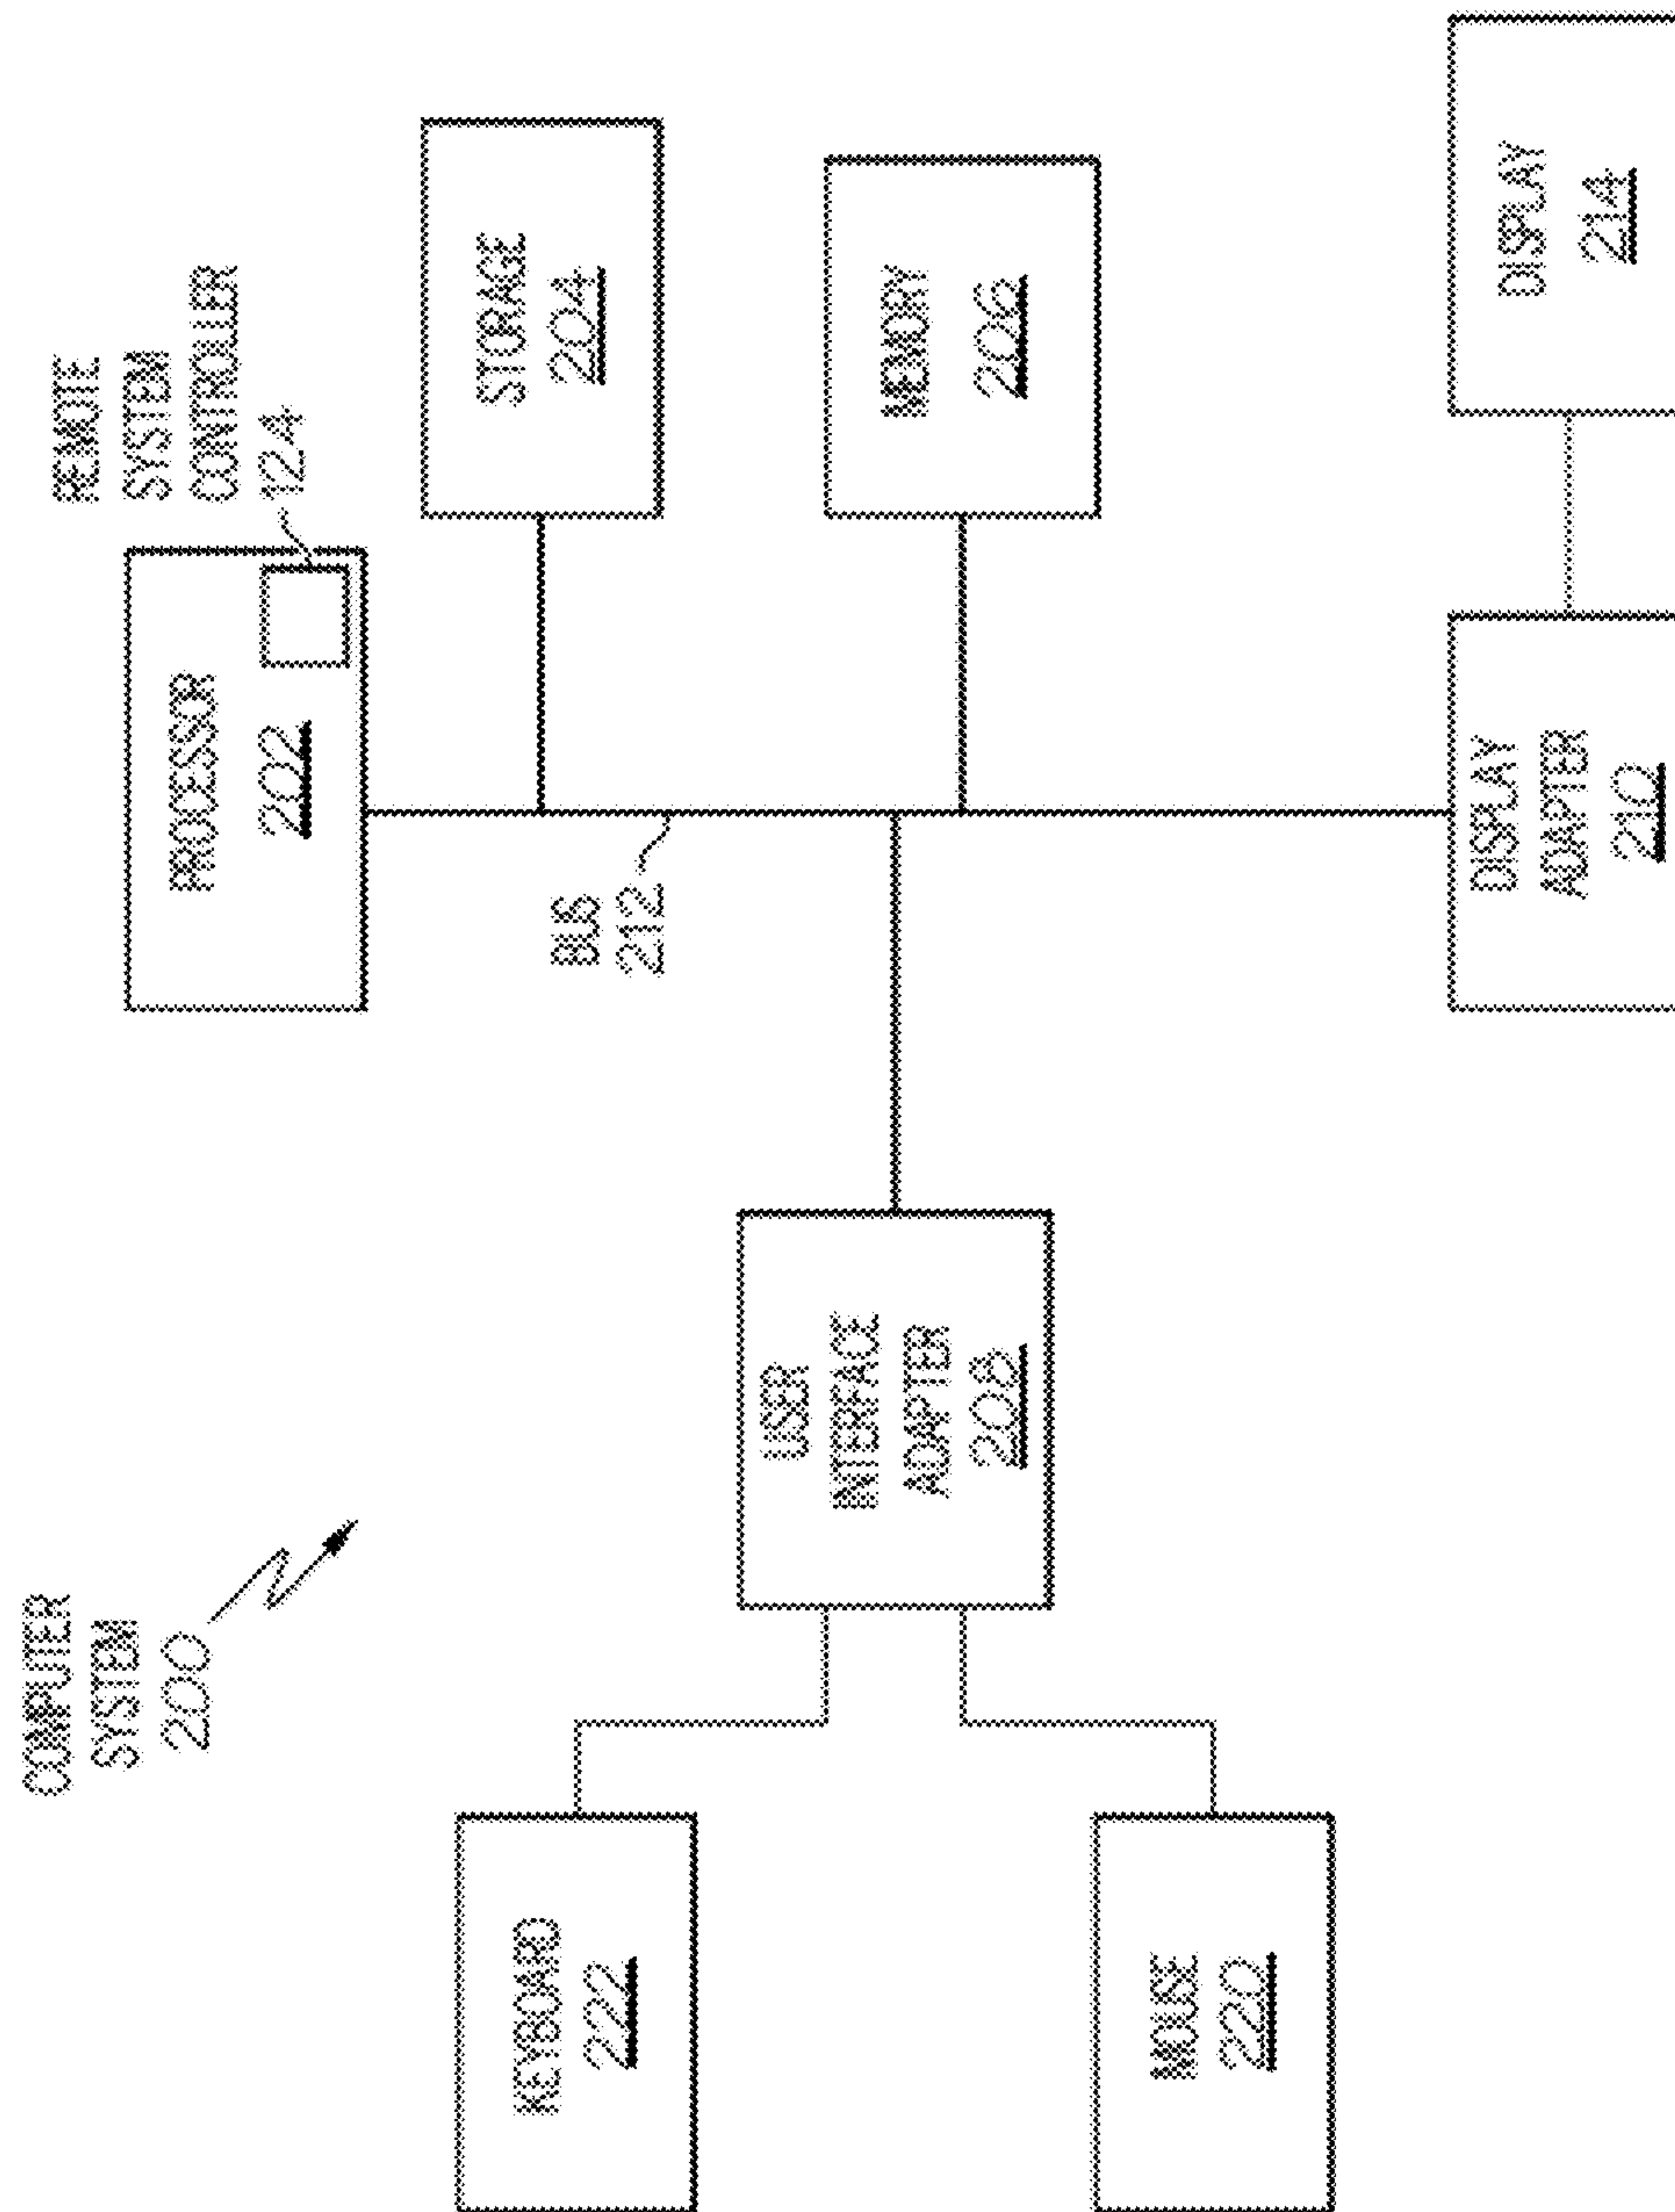 COMPUTER
SYSTEM
200
REMOTE
SYSTEM
CONTROLLER
124
PROCESSOR
202
STORAGE
204
BUS
212
KEYBOARD
222
USER
INTERFACE
ADAPTER
208
MEMORY
206
MOUSE
220
DISPLAY
ADAPTER
210
DISPLAY
214